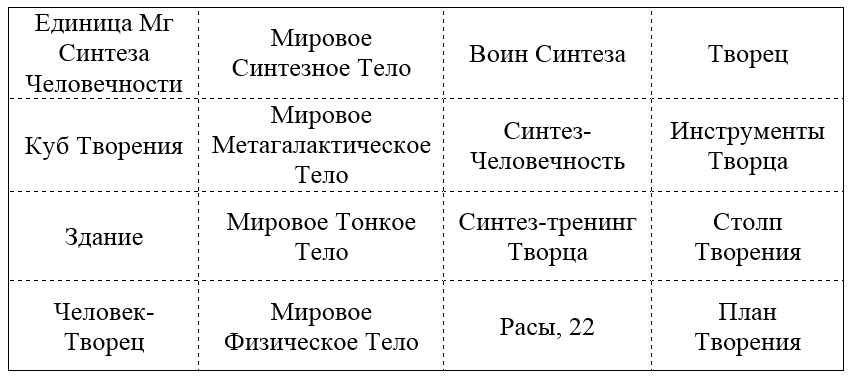 Единица Мг
Синтеза
Человечности
Мировое
Синтезное Тело
Воин Синтеза
Творец
Куб Творения
Мировое
Метагалактическое
Тело
Синтез-
Человечность
Инструменты
Творца
Здание
Мировое Тонкое
Тело
Синтез-тренинг
Творца
Столп
Творения
Человек-
Творец
Мировое
Физическое Тело
Расы, 22
План
Творения